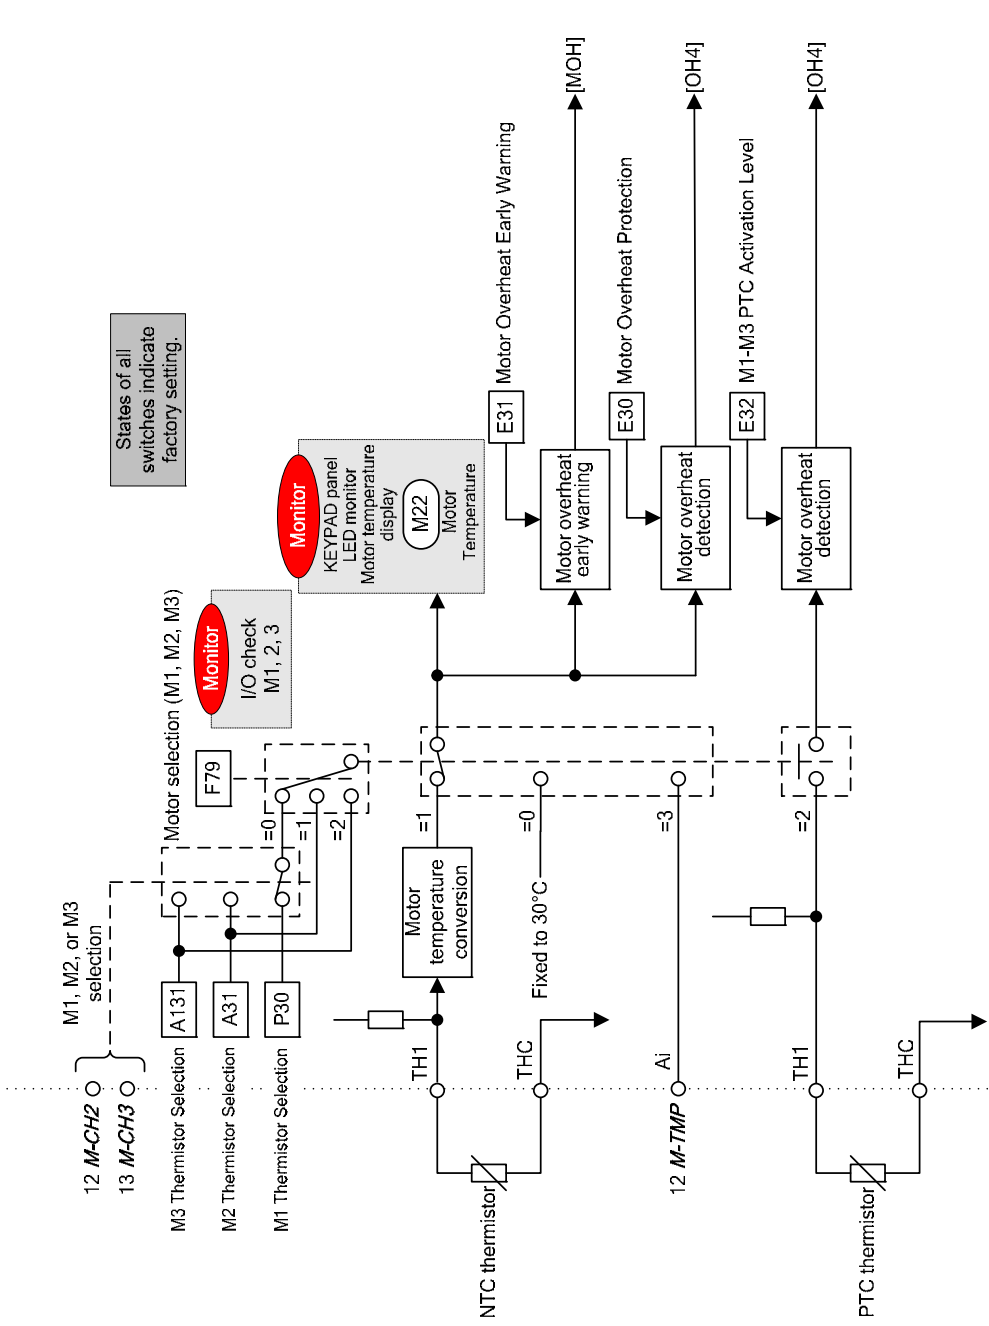 States of all
switches indicate
factory setting.
12 M-CH2
13 M-CH3
M1, M2, or M3
selection
Motor selection (M1, M2, M3)
Monitor
I/O check
M1, 2, 3
F79
M3 Thermistor Selection
A131
M2 Thermistor Selection
A31
M1 Thermistor Selection
P30
=0
=1
=2
Monitor
KEYPAD panel
LED monitor
Motor temperature
display
M22
Motor
Temperature
NTC thermistor
TH1
THC
Motor
temperature
conversion
=1
Fixed to 30°C
=0
12 M-TMP
Ai
=3
E31
Motor Overheat Early Warning
Motor overheat
early warning
[MOH]
E30
Motor Overheat Protection
Motor overheat
detection
[OH4]
E32
M1-M3 PTC Activation Level
Motor overheat
detection
[OH4]
PTC thermistor
TH1
THC
=2